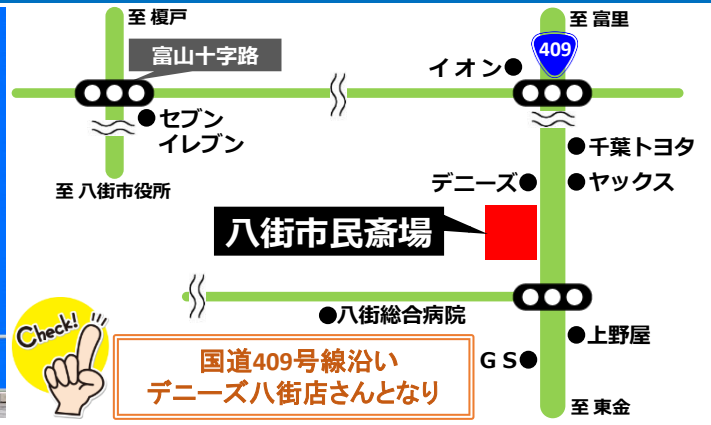 至 榎戸
富山十字路
至 富里
409
イオン
セブン
イレブン
千葉トヨタ
デニーズ
ヤックス
至 八街市役所
八街市民斎場
八街総合病院
上野屋
GS
至 東金
Check!
国道409号線沿い
デニーズ八街店さんとなり